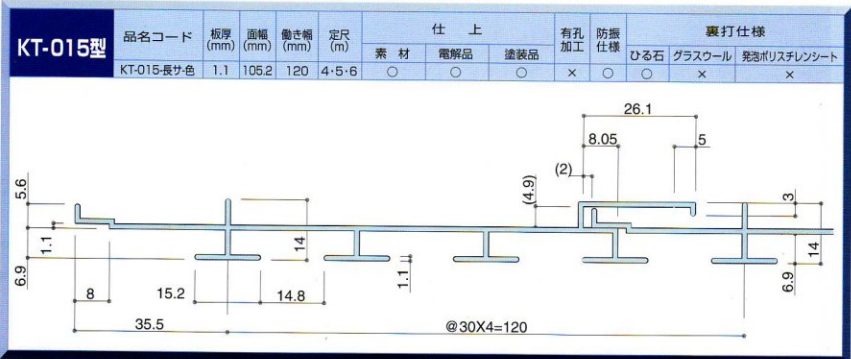 KT-015型
品名コード 板厚(mm) 面幅(mm) 働き幅(mm) 定尺(m) 仕上 有孔加工 防振仕様 裏打仕様
素材 電解品 塗装品 ひる石 グラスウール 発泡ポリスチレンシート
KT-015-長サ-色 1.1 105.2 120 4・5・6 ○ ○ ○ × ○ ○ × ×
26.1
8.05 5
(2)
5.6 (4.9) 3
1.1 14 14
6.9 1.1 6.9
8 15.2 14.8
35.5 @30X4=120